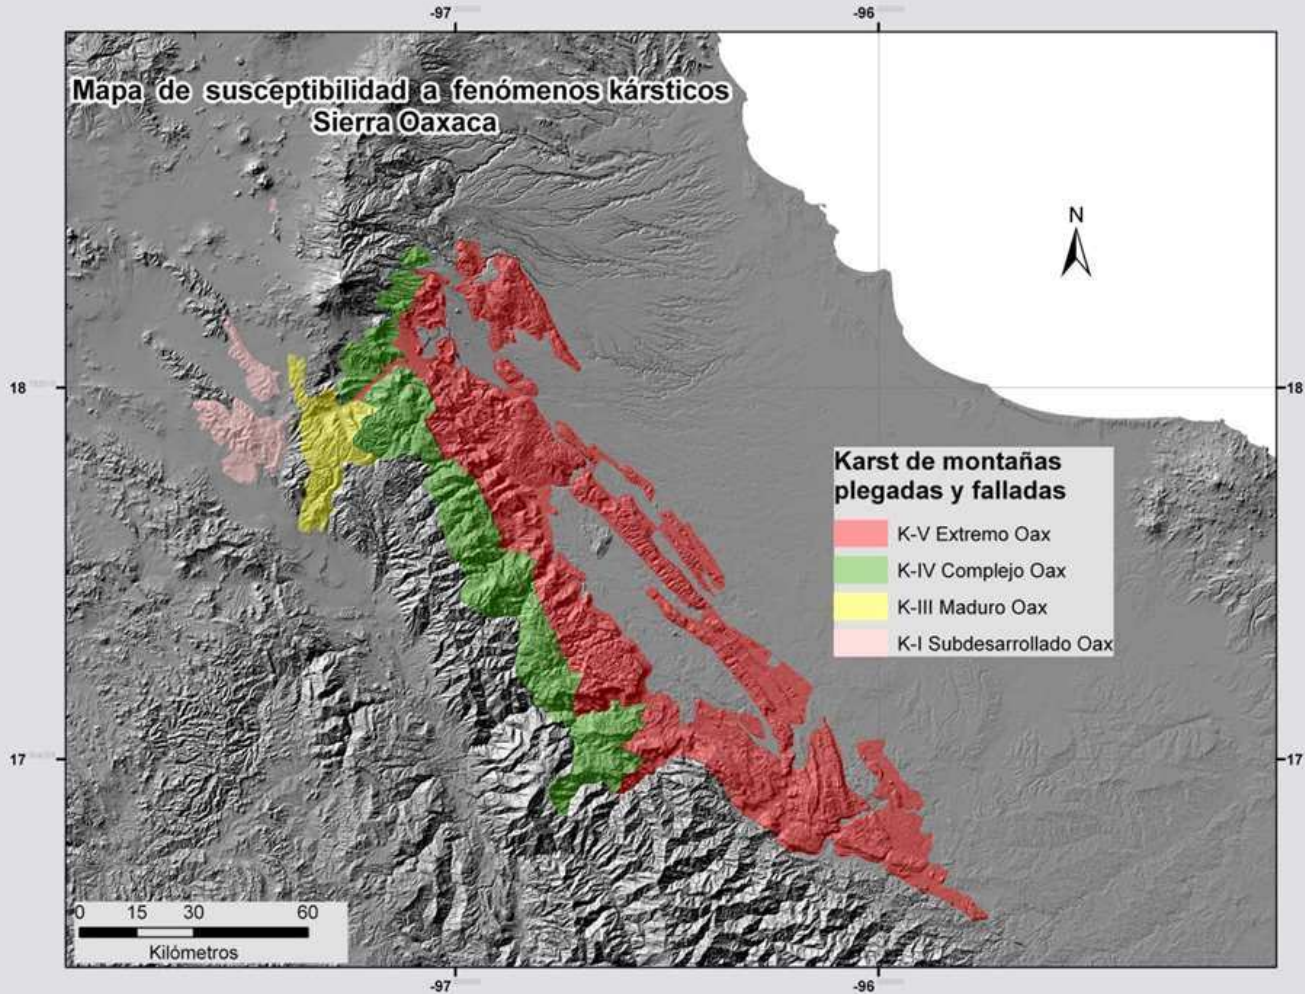 -97
-96
Mapa de susceptibilidad a fenómenos kársticos
Sierra Oaxaca
N
18
18
Karst de montañas
plegadas y falladas
K-V Extremo Oax
K-IV Complejo Oax
K-III Maduro Oax
K-I Subdesarrollado Oax
17
17
0 15 30 60
Kilómetros
-97
-96